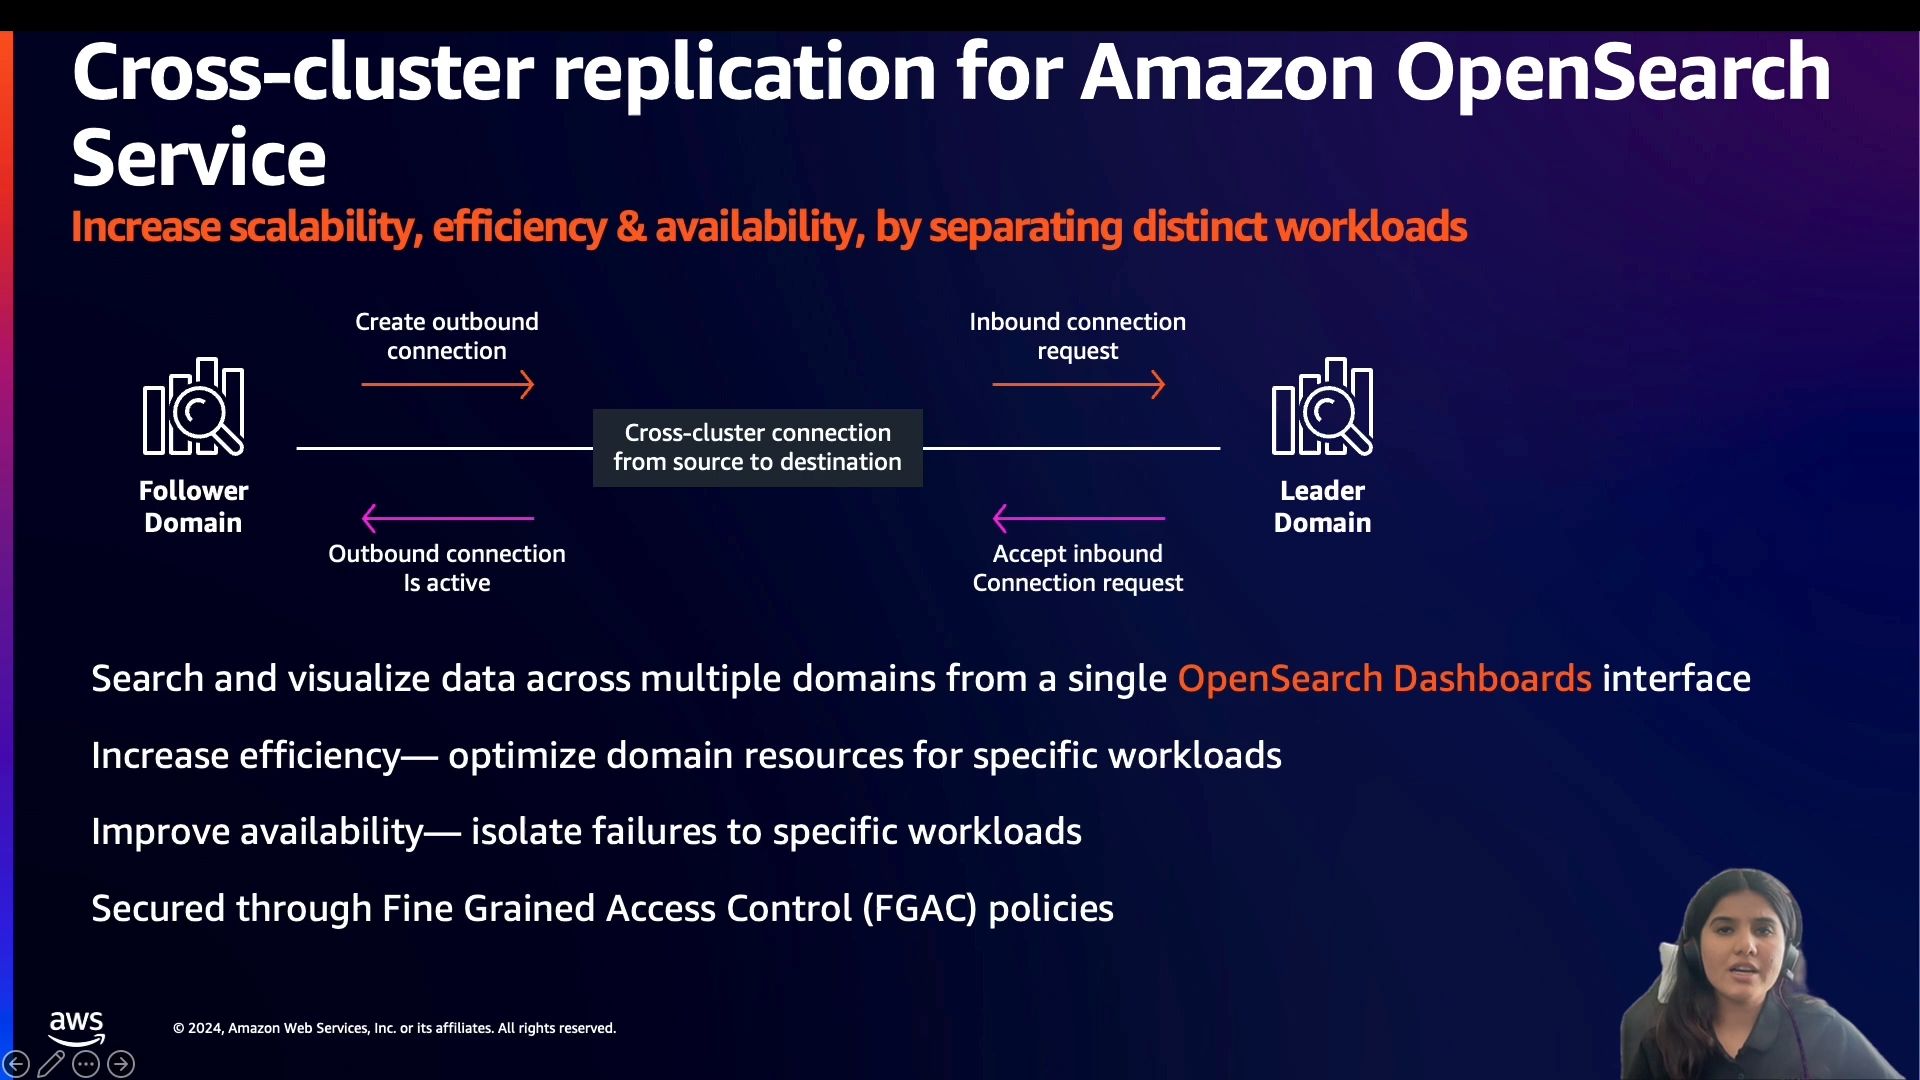 Cross-cluster replication for Amazon OpenSearch
Service
Increase scalability, efficiency & availability, by separating distinct workloads
Create outbound
connection
Inbound connection
request
Cross-cluster connection
from source to destination
Follower
Domain
Leader
Domain
Outbound connection
Is active
Accept inbound
Connection request
Search and visualize data across multiple domains from a single OpenSearch Dashboards interface
Increase efficiency— optimize domain resources for specific workloads
Improve availability— isolate failures to specific workloads
Secured through Fine Grained Access Control (FGAC) policies
aws
© 2024, Amazon Web Services, Inc. or its affiliates. All rights reserved.